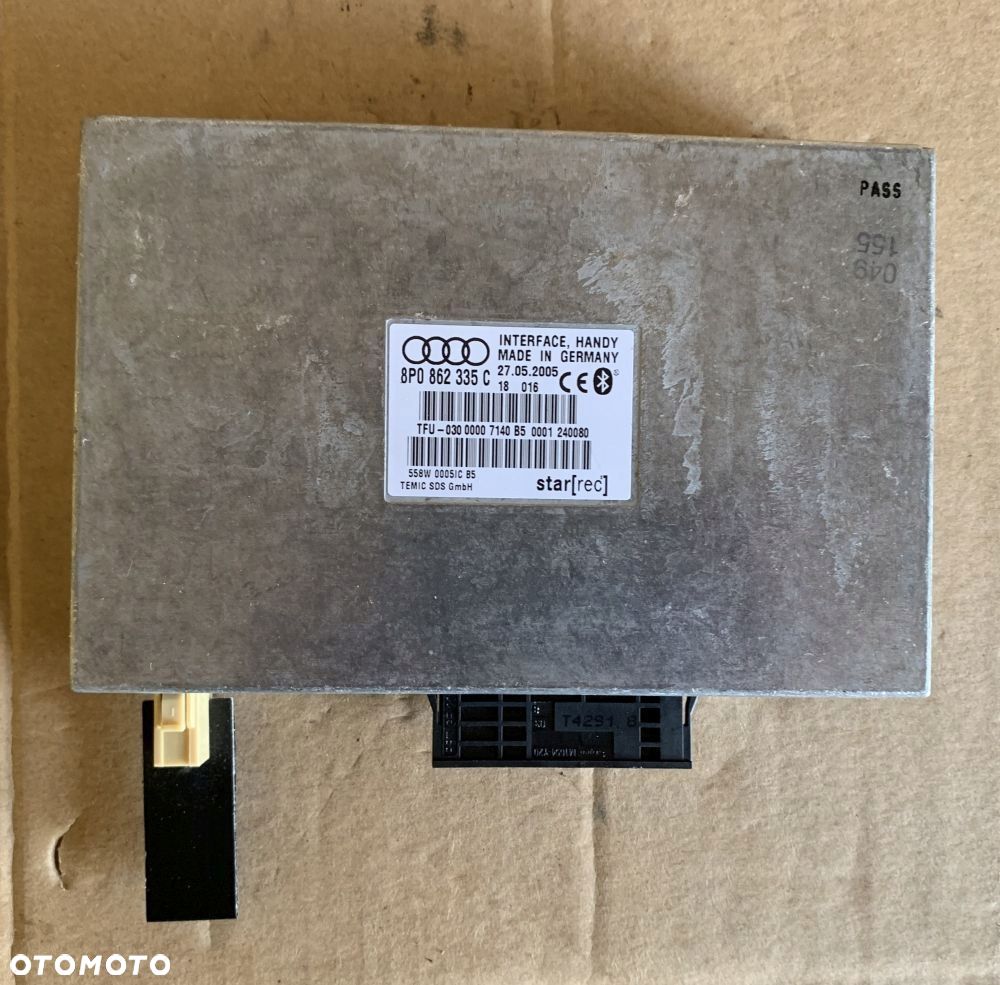 PASS
049
155
INTERFACE, HANDY
MADE IN GERMANY
8P0 862 335 C
27.05.2005
18 016
CE
TFU-030 0000 7140 B5 0001 240080
558W 0005IC B5
TEMIC SDS GmbH
star[rec]
T4291 8
OTOMOTO